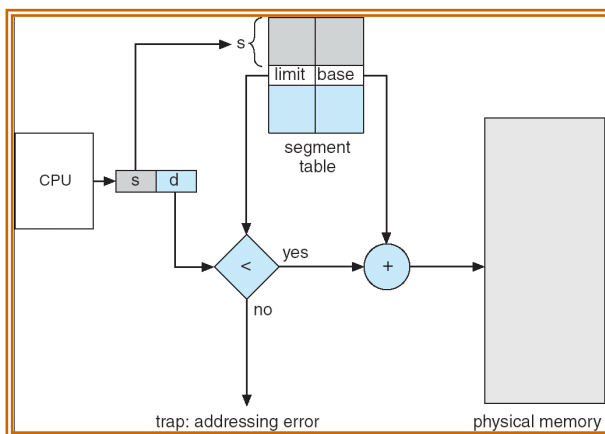 s
limit base
segment
table
CPU
s d
<
yes
+
no
trap: addressing error
physical memory